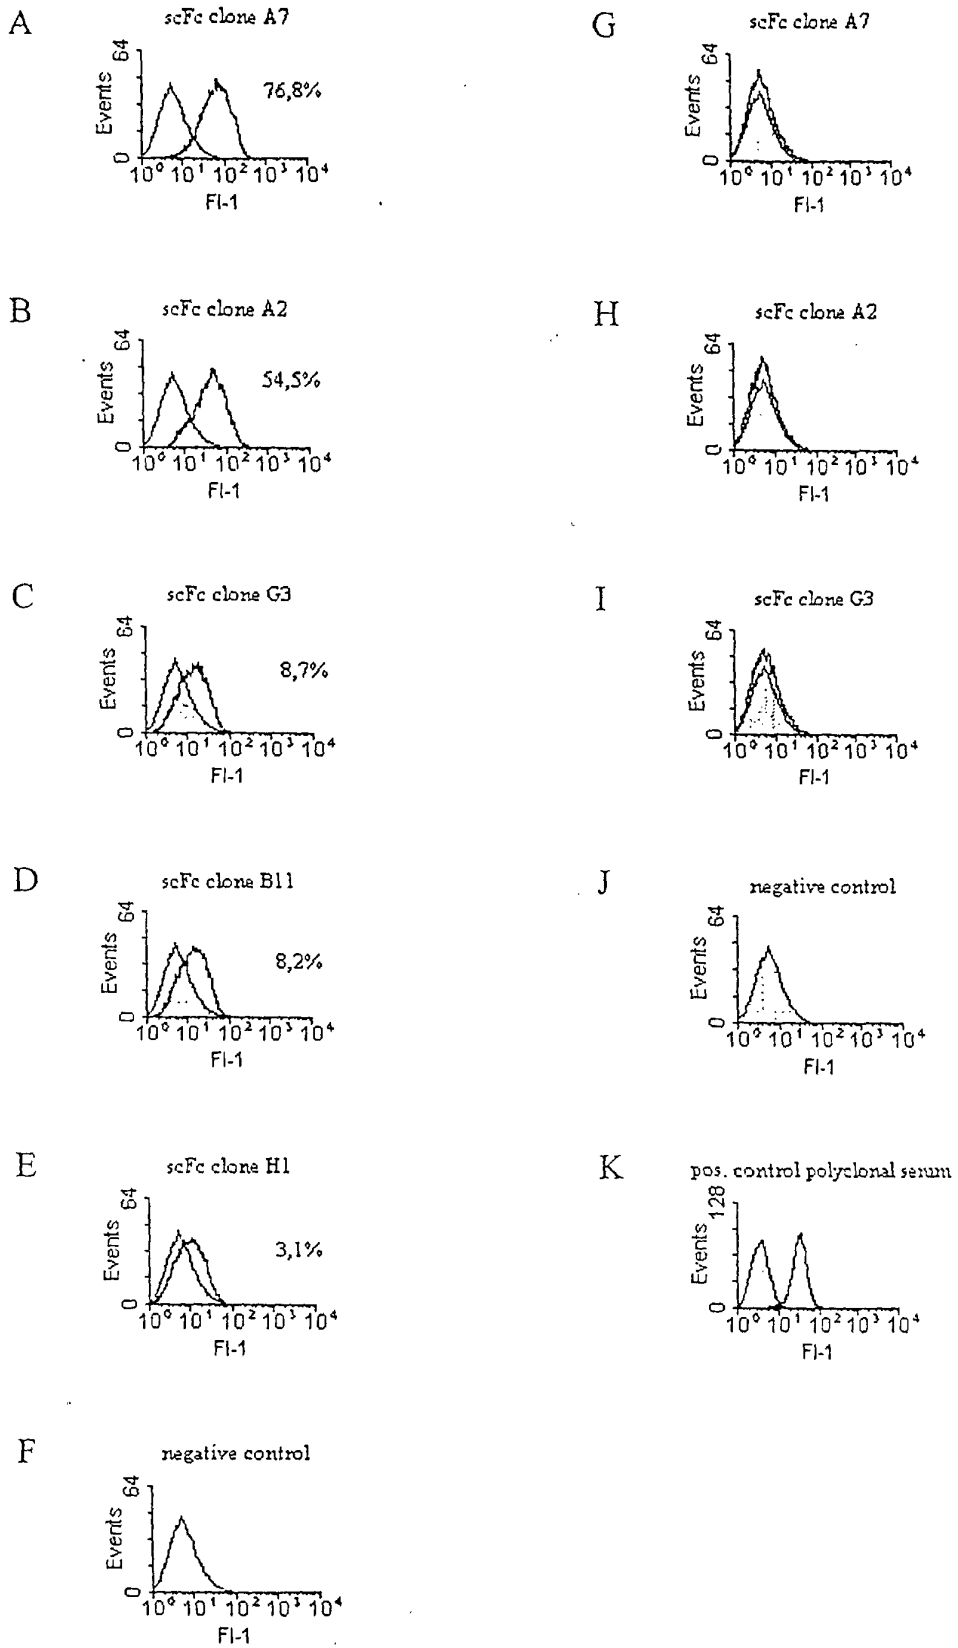 A
scFc clone A7
64
Events
0
76,8%
10⁰ 10¹ 10² 10³ 10⁴
Fl-1
B
scFc clone A2
64
Events
0
54,5%
10⁰ 10¹ 10² 10³ 10⁴
Fl-1
C
scFc clone G3
64
Events
0
8,7%
10⁰ 10¹ 10² 10³ 10⁴
Fl-1
D
scFc clone B11
64
Events
0
8,2%
10⁰ 10¹ 10² 10³ 10⁴
Fl-1
E
scFc clone H1
64
Events
0
3,1%
10⁰ 10¹ 10² 10³ 10⁴
Fl-1
F
negative control
64
Events
0
10⁰ 10¹ 10² 10³ 10⁴
Fl-1
G
scFc clone A7
64
Events
0
10⁰ 10¹ 10² 10³ 10⁴
Fl-1
H
scFc clone A2
64
Events
0
10⁰ 10¹ 10² 10³ 10⁴
Fl-1
I
scFc clone G3
64
Events
0
10⁰ 10¹ 10² 10³ 10⁴
Fl-1
J
negative control
64
Events
0
10⁰ 10¹ 10² 10³ 10⁴
Fl-1
K
pos. control polyclonal serum
128
Events
0
10⁰ 10¹ 10² 10³ 10⁴
Fl-1